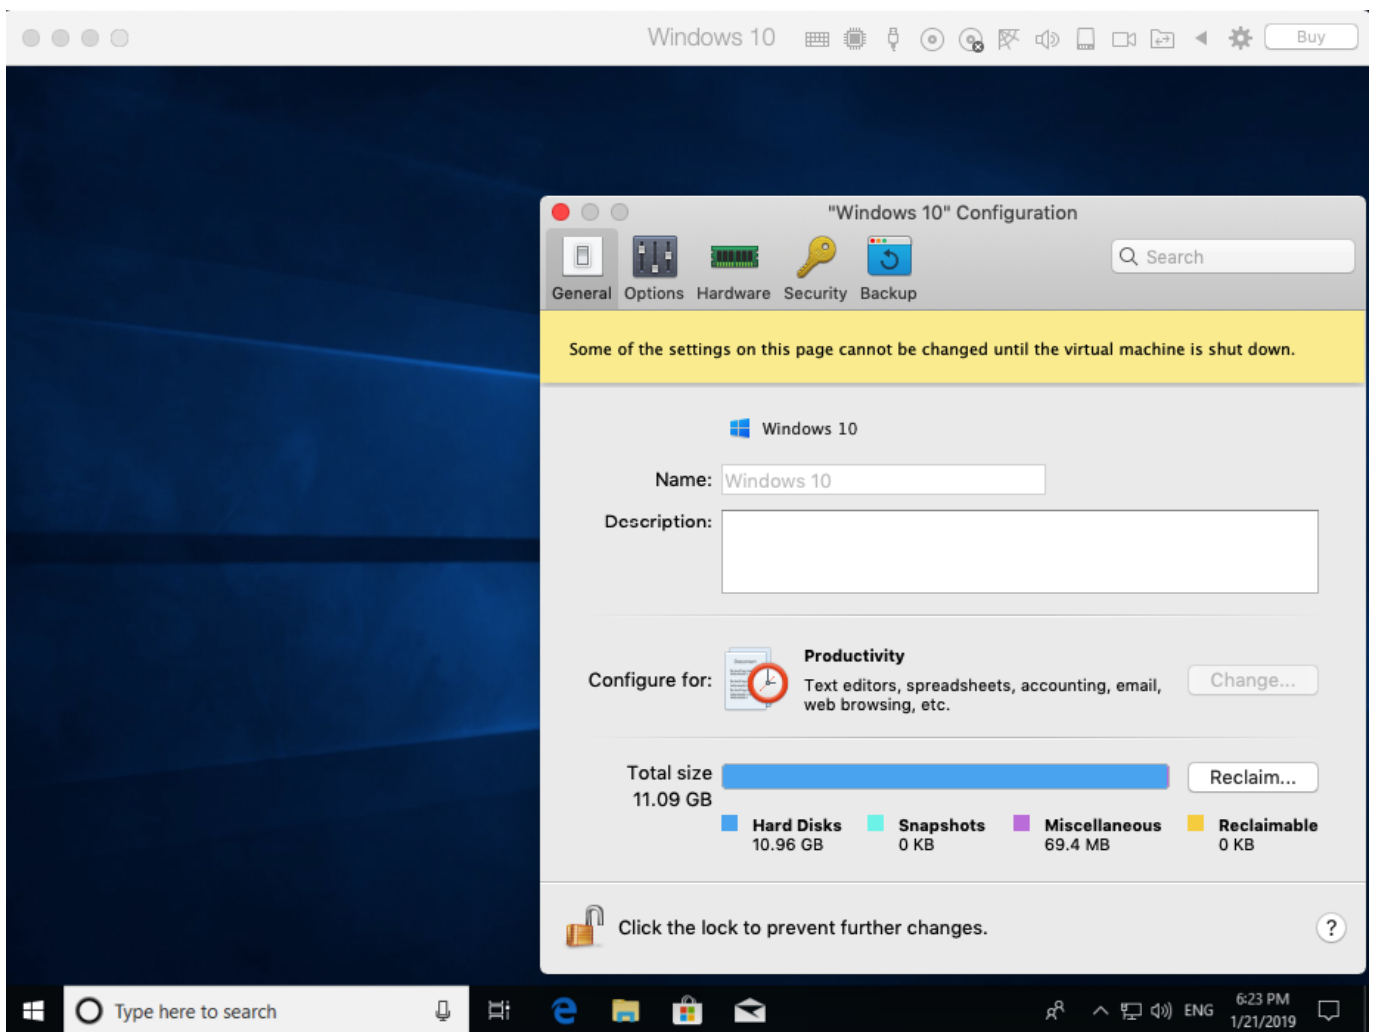 Windows 10
Buy
"Windows 10" Configuration
General Options Hardware Security Backup
Search
Some of the settings on this page cannot be changed until the virtual machine is shut down.
Windows 10
Name: Windows 10
Description:
Configure for:
Productivity
Text editors, spreadsheets, accounting, email,
web browsing, etc.
Change...
Total size
11.09 GB
Reclaim...
Hard Disks
10.96 GB
Snapshots
0 KB
Miscellaneous
69.4 MB
Reclaimable
0 KB
Click the lock to prevent further changes.
?
Type here to search
ENG
6:23 PM
1/21/2019